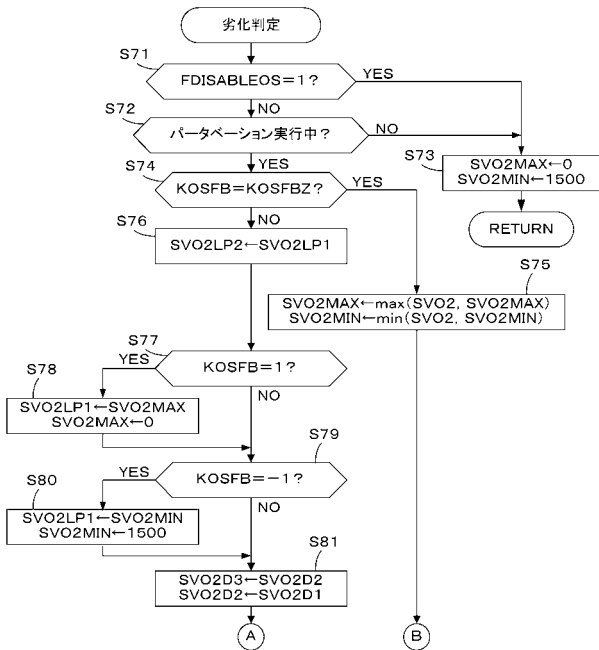 劣化判定
S71
FDISABLEOS=1?
YES
NO
S72
パータベーション実行中?
NO
YES
S73
SVO2MAX←0
SVO2MIN←1500
RETURN
S74
KOSFB=KOSFBZ?
YES
NO
S76
SVO2LP2←SVO2LP1
S75
SVO2MAX←max(SVO2, SVO2MAX)
SVO2MIN←min(SVO2, SVO2MIN)
S77
KOSFB=1?
YES
NO
S78
SVO2LP1←SVO2MAX
SVO2MAX←0
S79
KOSFB=-1?
YES
NO
S80
SVO2LP1←SVO2MIN
SVO2MIN←1500
S81
SVO2D3←SVO2D2
SVO2D2←SVO2D1
A
B